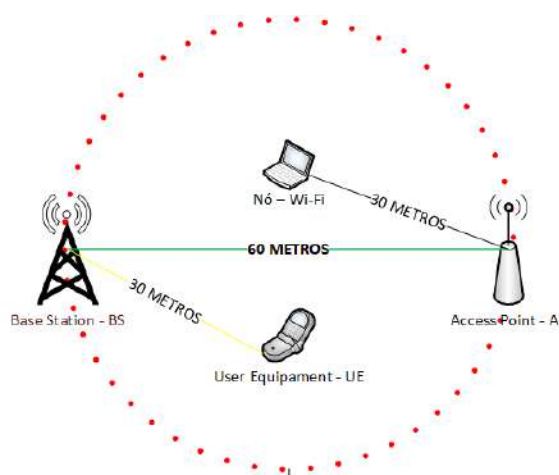 Nó – Wi-Fi
30 METROS
60 METROS
30 METROS
Base Station - BS
Access Point - A
User Equipament - UE